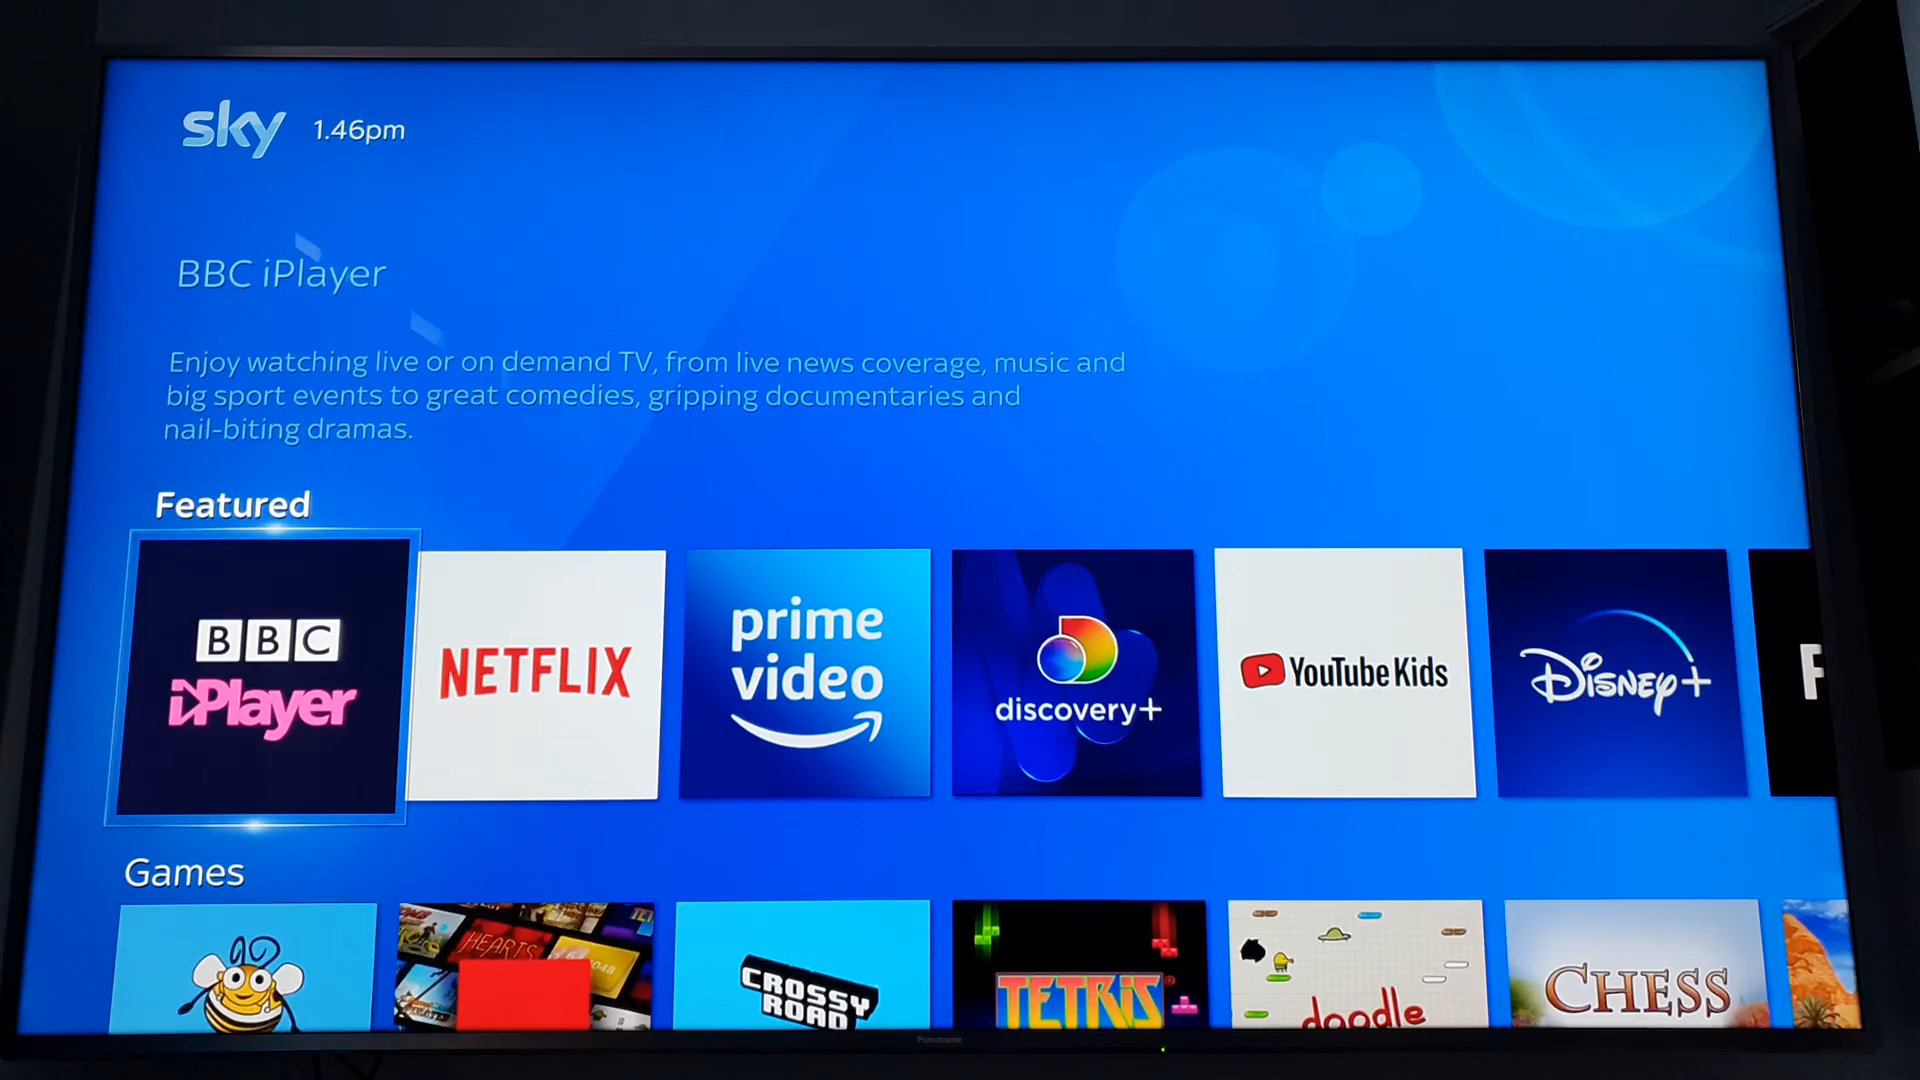 sky 1.46pm
BBC iPlayer
Enjoy watching live or on demand TV, from live news coverage, music and
big sport events to great comedies, gripping documentaries and
nail-biting dramas.
Featured
BBC
iPlayer
NETFLIX
prime
video
discovery+
YouTube Kids
Disney+
F
Games
HEARTS
2048
CROSSY
ROAD
TETRIS
doodle
CHESS
Panasonic